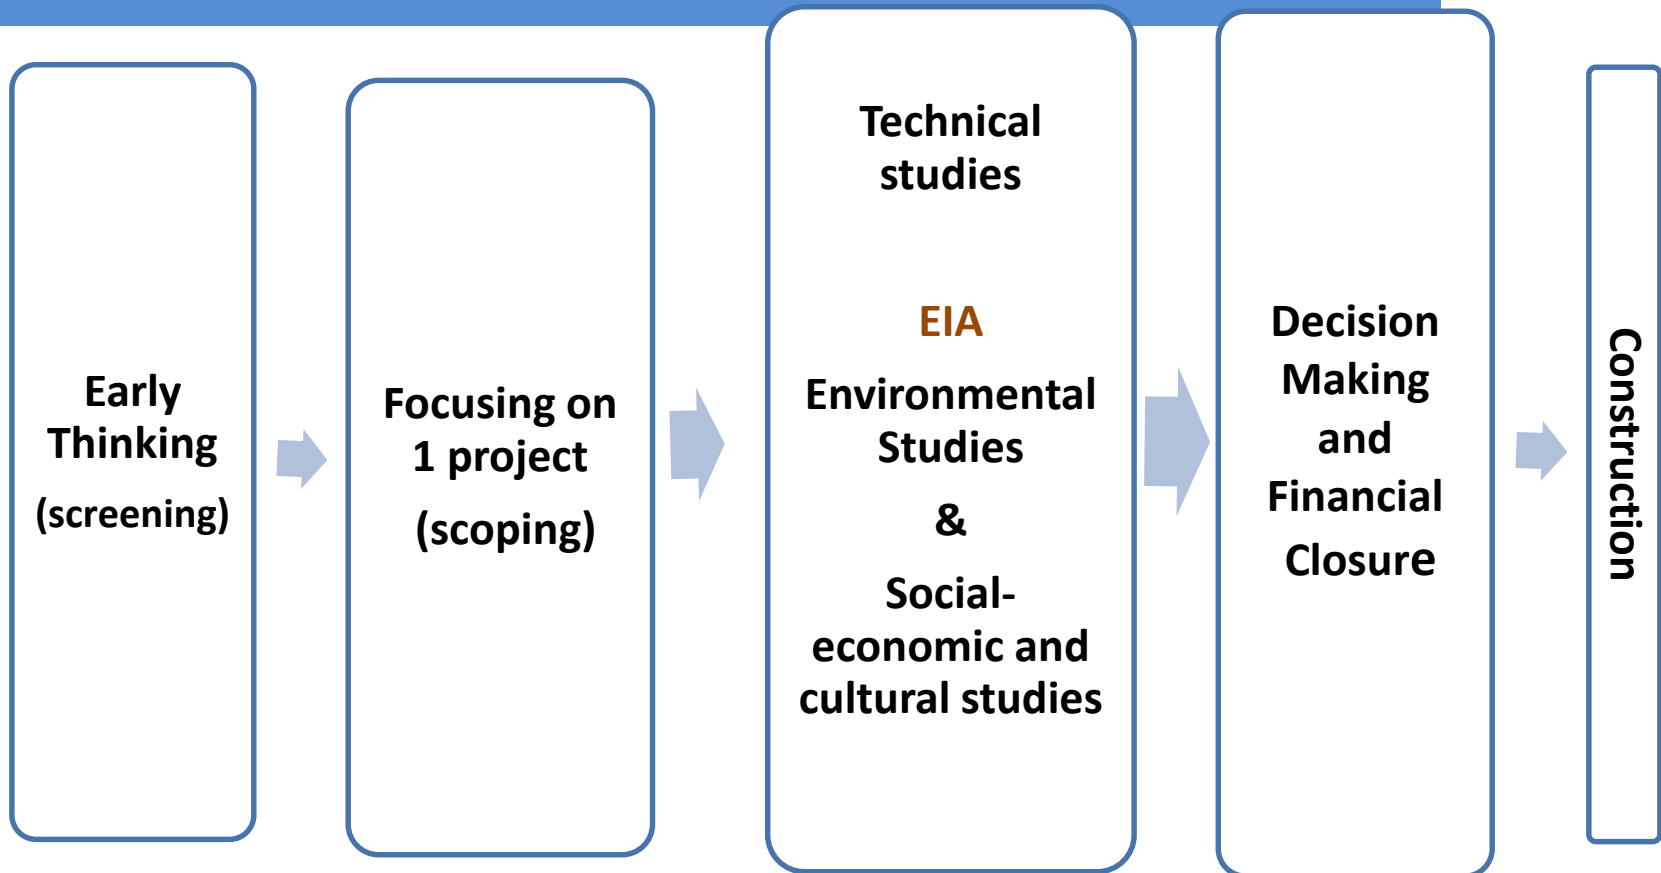 Early
Thinking
(screening)
Focusing on
1 project
(scoping)
Technical
studies
EIA
Environmental
Studies
&
Social-
economic and
cultural studies
Decision
Making
and
Financial
Closure
Construction